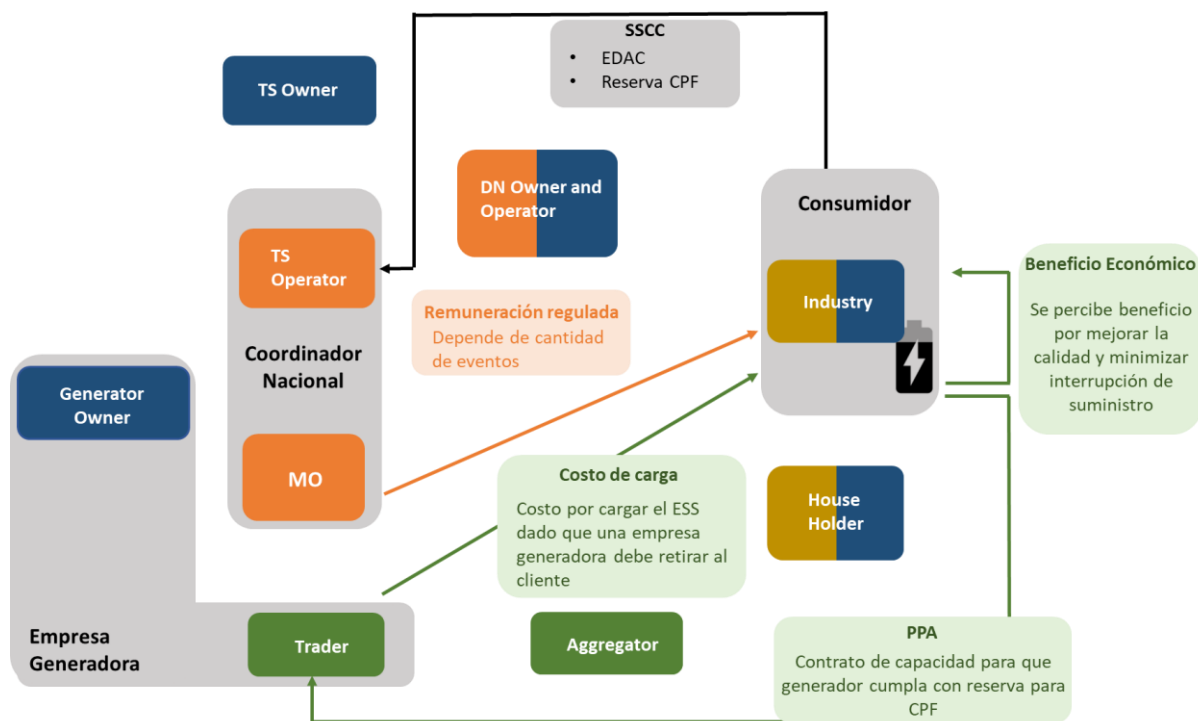 SSCC
• EDAC
• Reserva CPF
TS Owner
DN Owner and
Operator
Consumidor
TS
Operator
Industry
Beneficio Económico
Se percibe beneficio
por mejorar la
calidad y minimizar
interrupción de
suministro
Remuneración regulada
Depende de cantidad
de eventos
Coordinador
Nacional
Generator
Owner
MO
Costo de carga
Costo por cargar el ESS
dado que una empresa
generadora debe retirar al
cliente
House
Holder
Empresa
Generadora
Trader
Aggregator
PPA
Contrato de capacidad para que
generador cumpla con reserva para
CPF